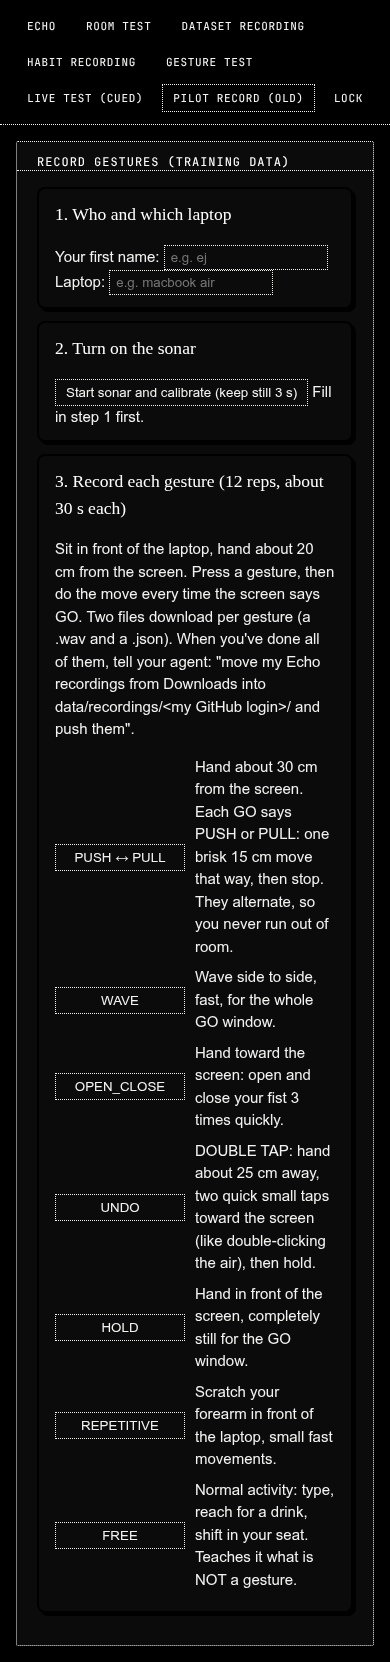 ECHO ROOM TEST DATASET RECORDING
HABIT RECORDING GESTURE TEST
LIVE TEST (CUED) PILOT RECORD (OLD) LOCK
RECORD GESTURES (TRAINING DATA)
1. Who and which laptop
Your first name: e.g. ej
Laptop: e.g. macbook air
2. Turn on the sonar
Start sonar and calibrate (keep still 3 s) Fill
in step 1 first.
3. Record each gesture (12 reps, about
30 s each)
Sit in front of the laptop, hand about 20
cm from the screen. Press a gesture, then
do the move every time the screen says
GO. Two files download per gesture (a
.wav and a .json). When you've done all
of them, tell your agent: "move my Echo
recordings from Downloads into
data/recordings/<my GitHub login>/ and
push them".
PUSH ↔ PULL
Hand about 30 cm
from the screen.
Each GO says
PUSH or PULL: one
brisk 15 cm move
that way, then stop.
They alternate, so
you never run out of
room.
WAVE
Wave side to side,
fast, for the whole
GO window.
OPEN_CLOSE
Hand toward the
screen: open and
close your fist 3
times quickly.
UNDO
DOUBLE TAP: hand
about 25 cm away,
two quick small taps
toward the screen
(like double-clicking
the air), then hold.
HOLD
Hand in front of the
screen, completely
still for the GO
window.
REPETITIVE
Scratch your
forearm in front of
the laptop, small fast
movements.
FREE
Normal activity: type,
reach for a drink,
shift in your seat.
Teaches it what is
NOT a gesture.